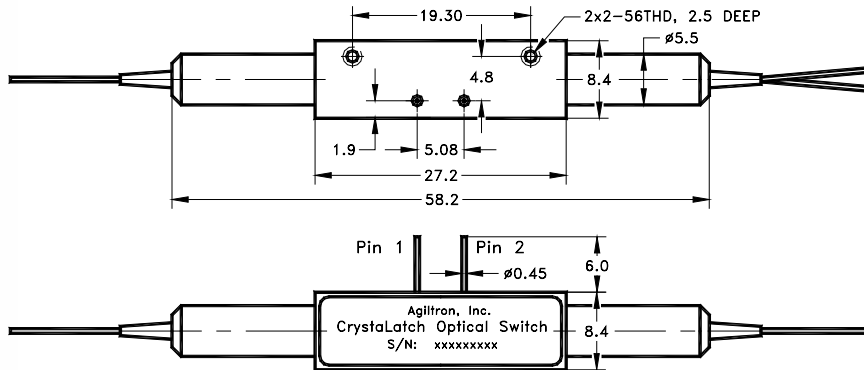 19.30
2x2-56THD, 2.5 DEEP
ø5.5
4.8
8.4
1.9
5.08
27.2
58.2
Pin 1
Pin 2
ø0.45
6.0
Agiltron, Inc.
CrystaLatch Optical Switch
S/N: xxxxxxxxx
8.4